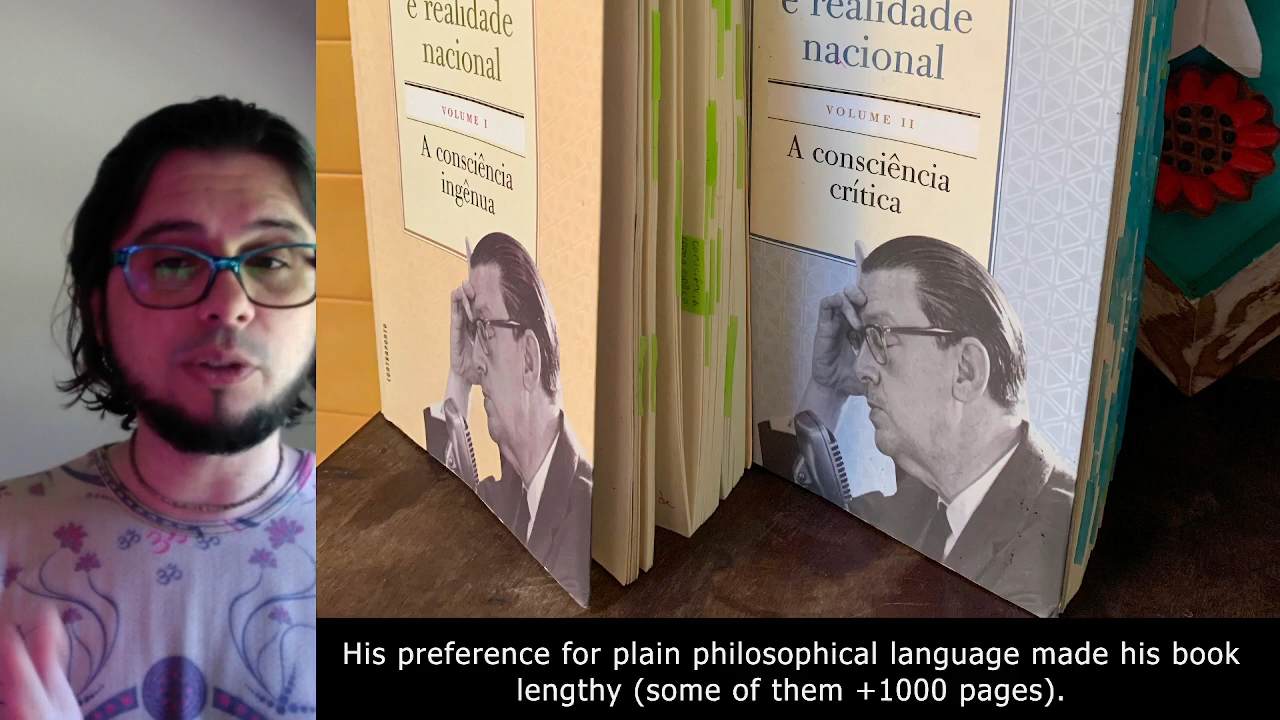 e realidade
nacional
VOLUME I
A consciência
ingênua
CONTRAPONTO
e realidade
nacional
VOLUME II
A consciência
crítica
His preference for plain philosophical language made his book
lengthy (some of them +1000 pages).